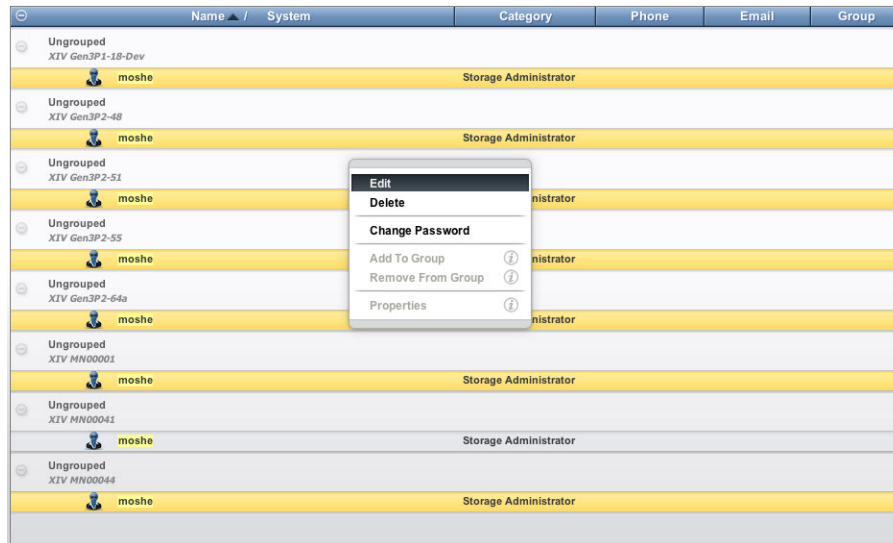 Name / System Category Phone Email Group
Ungrouped
XIV Gen3P1-18-Dev
moshe Storage Administrator
Ungrouped
XIV Gen3P2-48
moshe Storage Administrator
Ungrouped
XIV Gen3P2-51
Edit
moshe nistrator
Delete
Ungrouped
Change Password
XIV Gen3P2-55
moshe Add To Group nistrator
Remove From Group
Ungrouped
XIV Gen3P2-64a
Properties
moshe nistrator
Ungrouped
XIV MN00001
moshe Storage Administrator
Ungrouped
XIV MN00041
moshe Storage Administrator
Ungrouped
XIV MN00044
moshe Storage Administrator